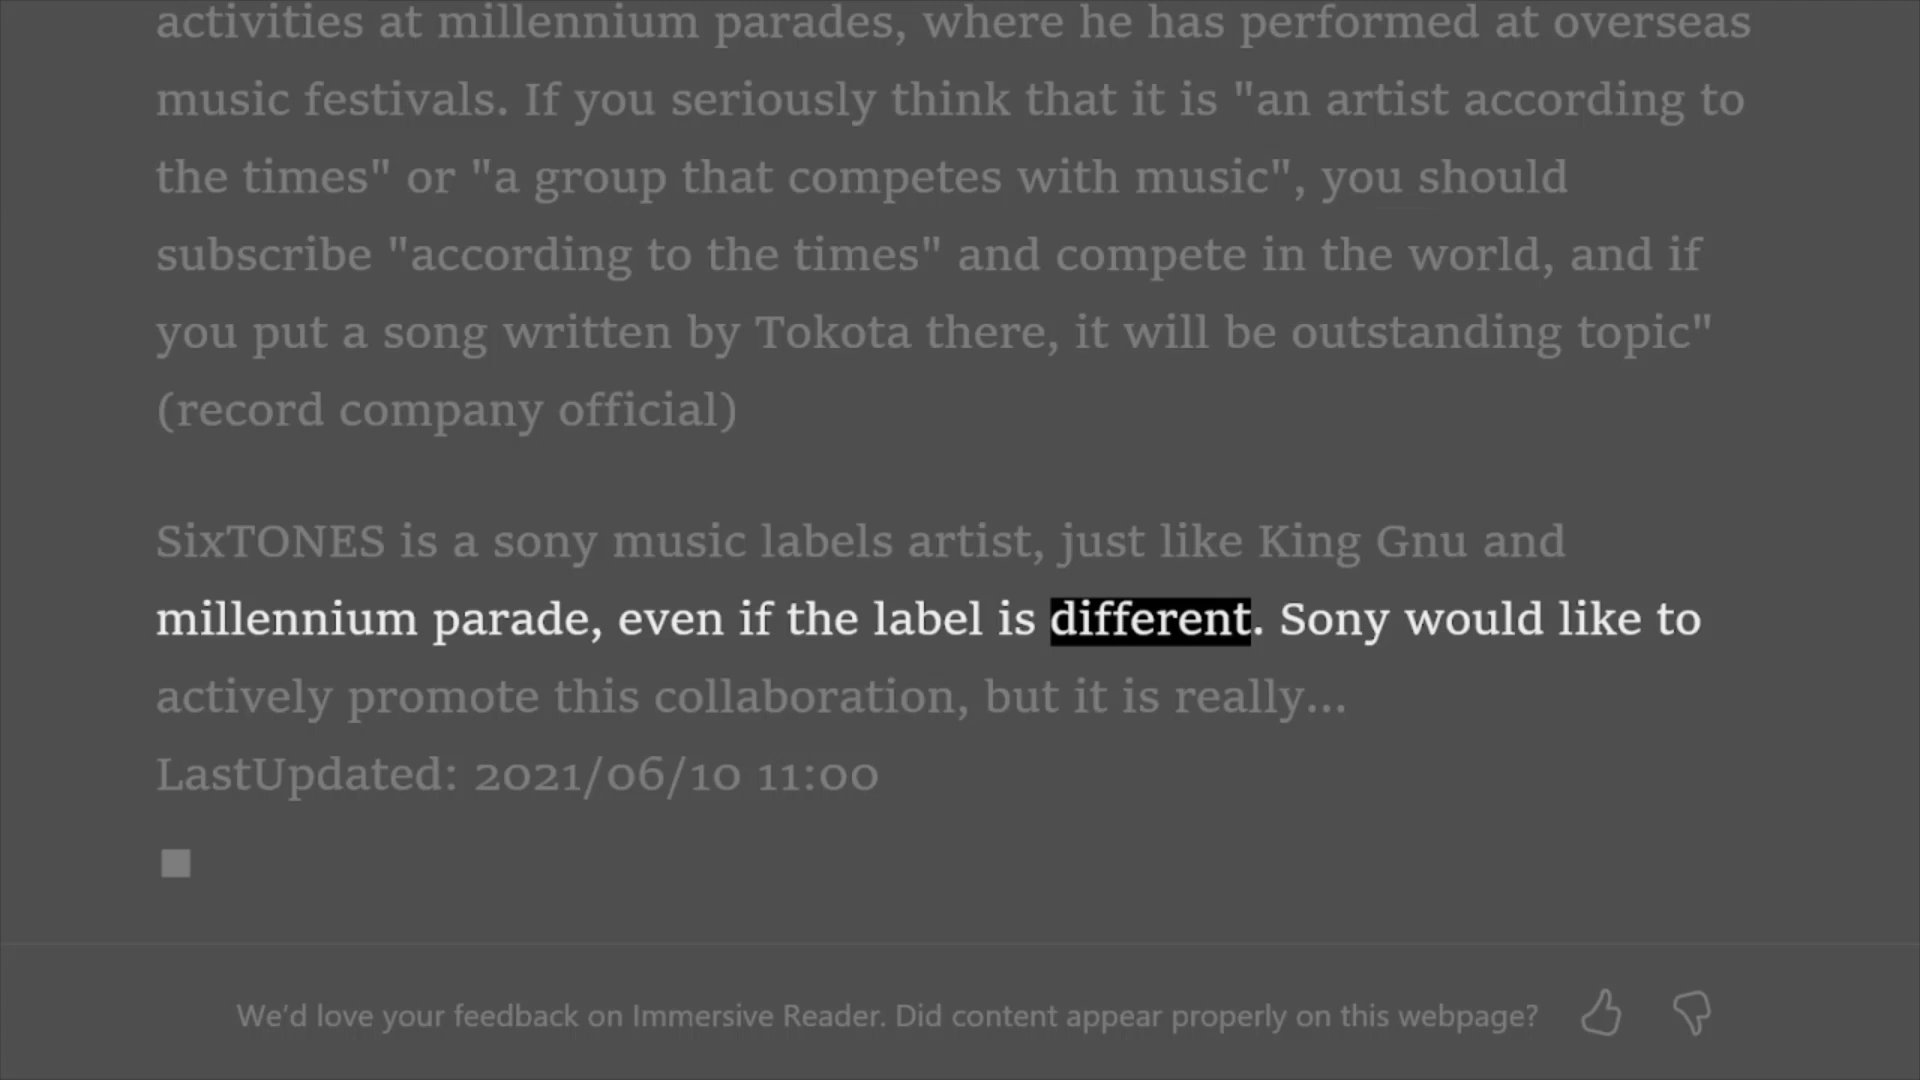 activities at millennium parades, where he has performed at overseas
music festivals. If you seriously think that it is "an artist according to
the times" or "a group that competes with music", you should
subscribe "according to the times" and compete in the world, and if
you put a song written by Tokota there, it will be outstanding topic"
(record company official)
SixTONES is a sony music labels artist, just like King Gnu and
millennium parade, even if the label is different. Sony would like to
actively promote this collaboration, but it is really...
LastUpdated: 2021/06/10 11:00
We'd love your feedback on Immersive Reader. Did content appear properly on this webpage?